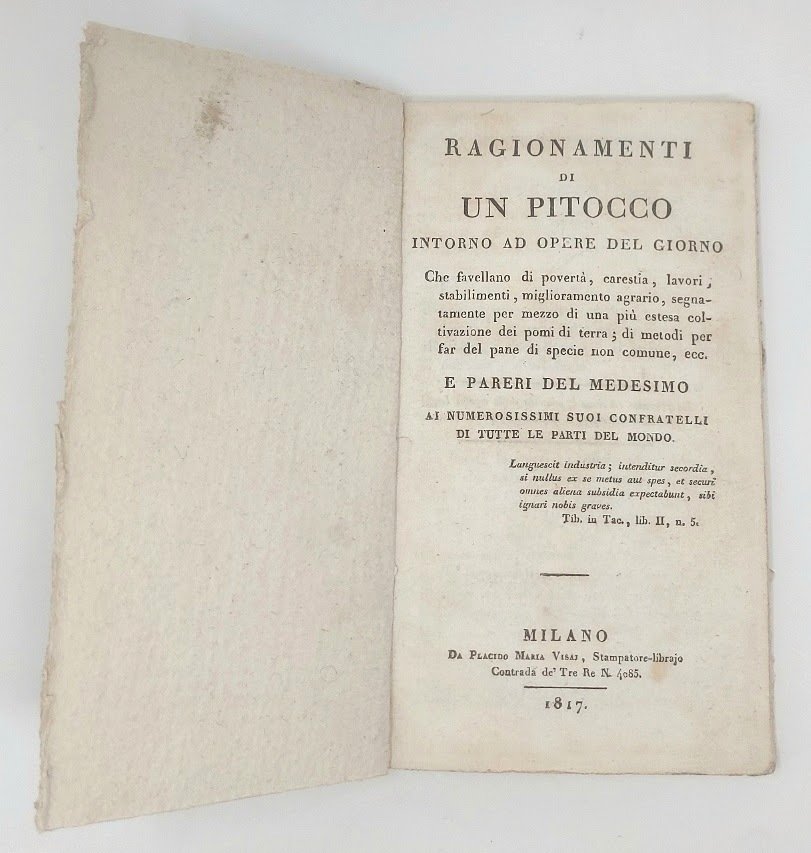 RAGIONAMENTI
DI
UN PITOCCO
INTORNO AD OPERE DEL GIORNO
Che favellano di povertà, carestia, lavori,
stabilimenti, miglioramento agrario, segna-
tamente per mezzo di una più estesa col-
tivazione dei pomi di terra; di metodi per
far del pane di specie non comune, ecc.
E PARERI DEL MEDESIMO
AI NUMEROSISSIMI SUOI CONFRATELLI
DI TUTTE LE PARTI DEL MONDO.
Languescit industria; intenditur secordia,
si nullus ex se metus aut spes, et securi
omnes aliena subsidia expectabunt, sibi
ignari nobis graves.
Tib. in Tac., lib. II, n. 5.
MILANO
DA PLACIDO MARIA VISAJ, Stampatore-librajo
Contrada de' Tre Re N. 4085.
1817.